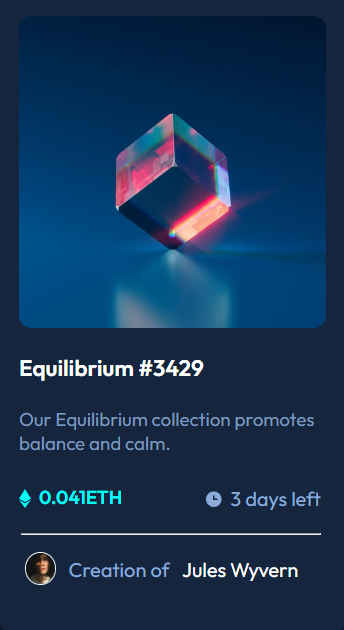 Equilibrium #3429
Our Equilibrium collection promotes
balance and calm.
0.041ETH
3 days left
Creation of Jules Wyvern